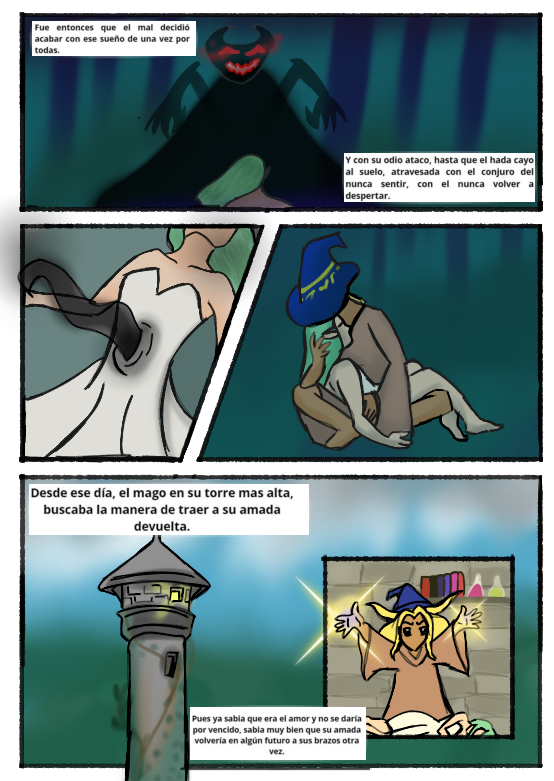 Fue entonces que el mal decidió
acabar con ese sueño de una vez por
todas.
Y con su odio ataco, hasta que el hada cayo
al suelo, atravesada con el conjuro del
nunca sentir, con el nunca volver a
despertar.
Desde ese día, el mago en su torre mas alta,
buscaba la manera de traer a su amada
devuelta.
Pues ya sabia que era el amor y no se daría
por vencido, sabia muy bien que su amada
volvería en algún futuro a sus brazos otra
vez.